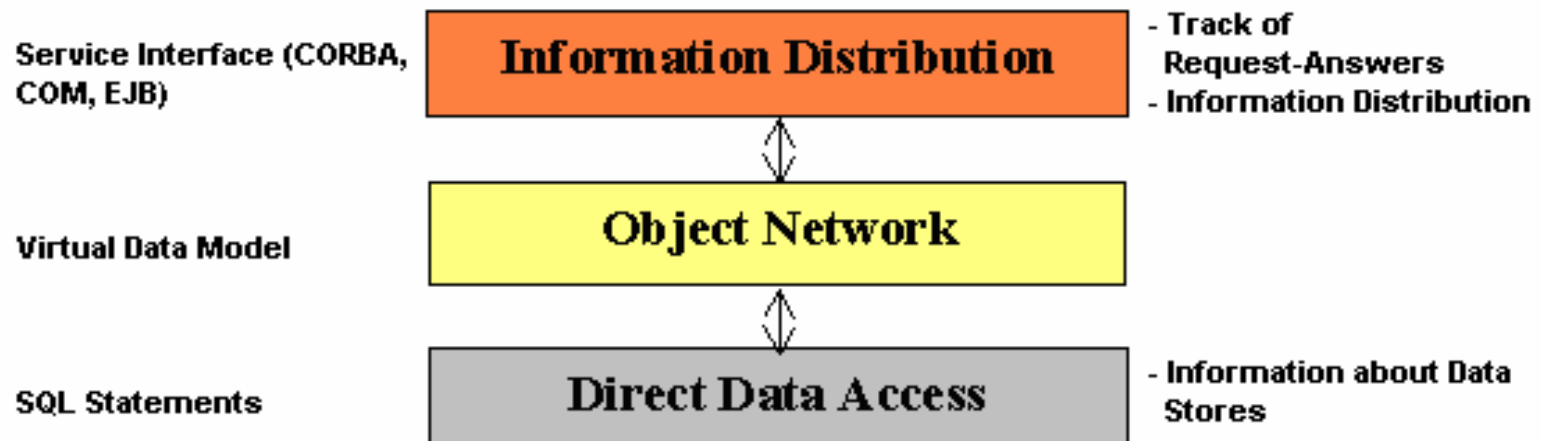 Service Interface (CORBA,
COM, EJB)
Information Distribution
- Track of
Request-Answers
- Information Distribution
Virtual Data Model
Object Network
SQL Statements
Direct Data Access
- Information about Data
Stores